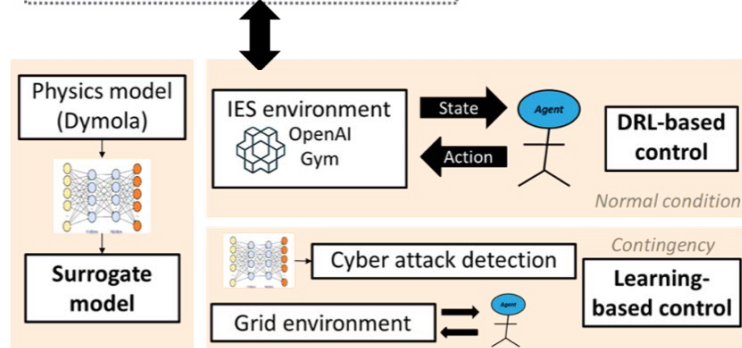 Physics model
(Dymola)
Surrogate
model
IES environment
OpenAI
Gym
State
Action
Agent
DRL-based
control
Normal condition
Contingency
Cyber attack detection
Learning-
based control
Grid environment
Agent